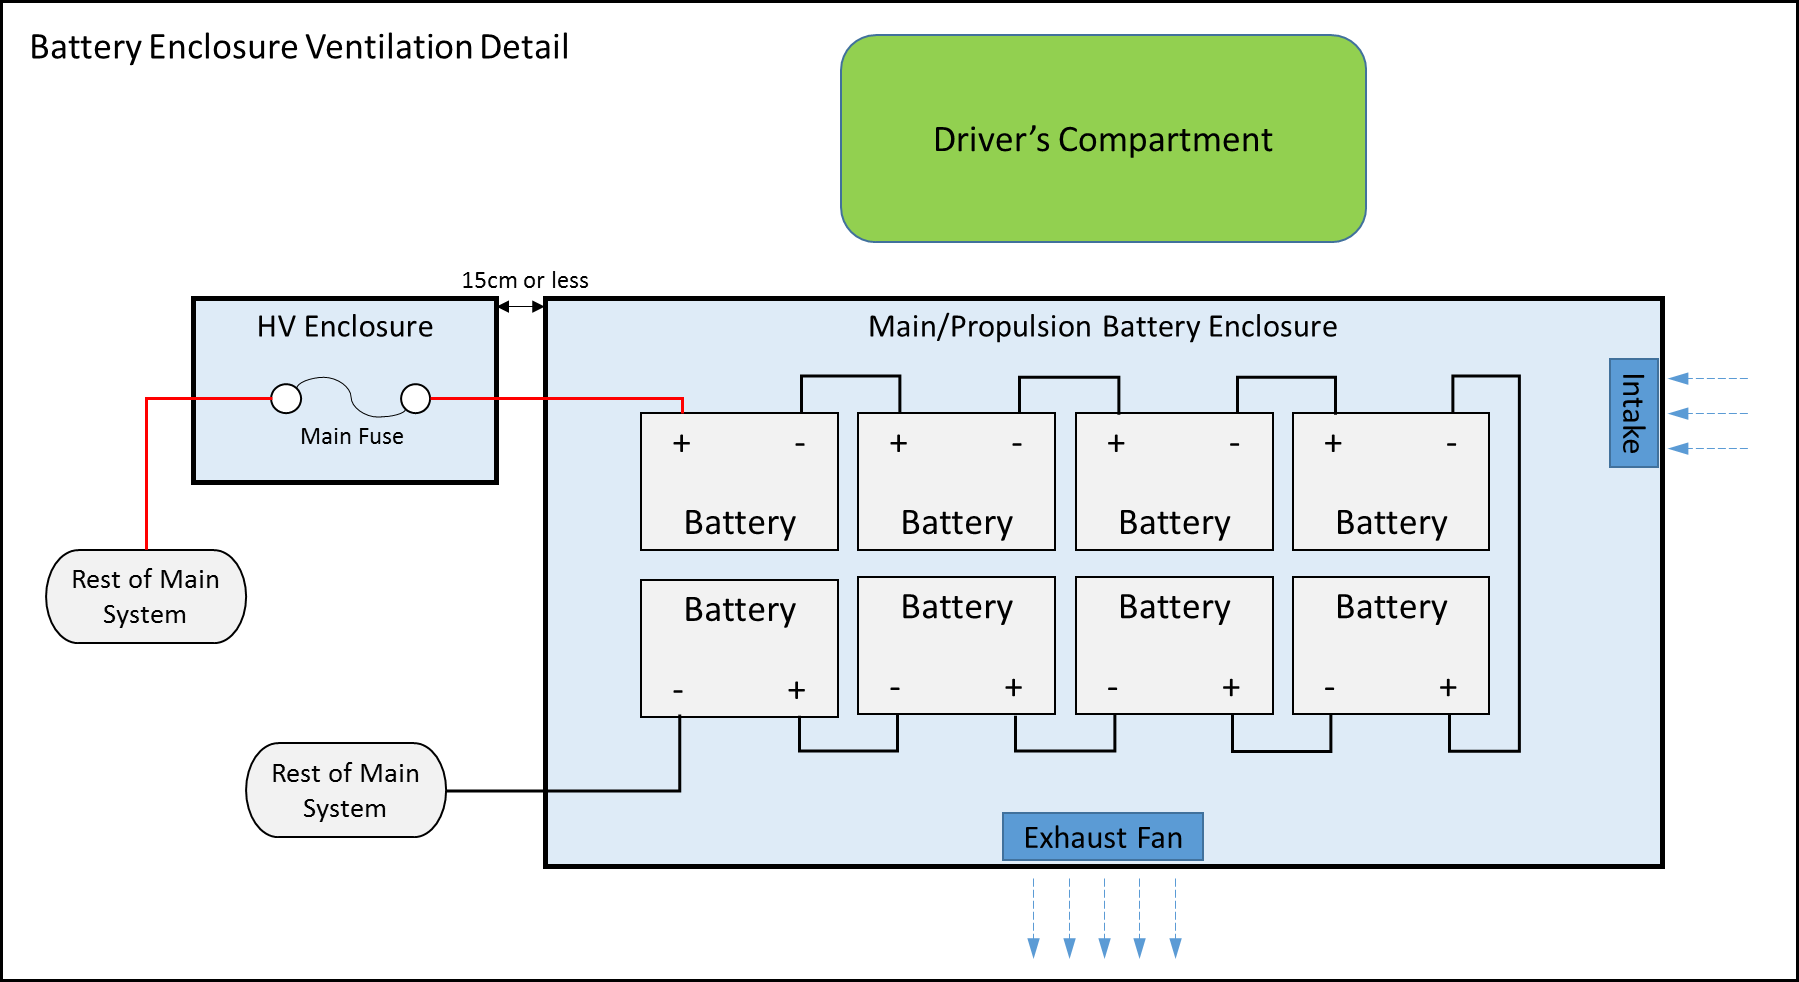 Battery Enclosure Ventilation Detail
Driver’s Compartment
15cm or less
HV Enclosure
Main Fuse
Main/Propulsion Battery Enclosure
Intake
+ -
Battery
+ -
Battery
+ -
Battery
+ -
Battery
Battery
- +
Battery
- +
Battery
- +
Battery
- +
Rest of Main
System
Rest of Main
System
Exhaust Fan